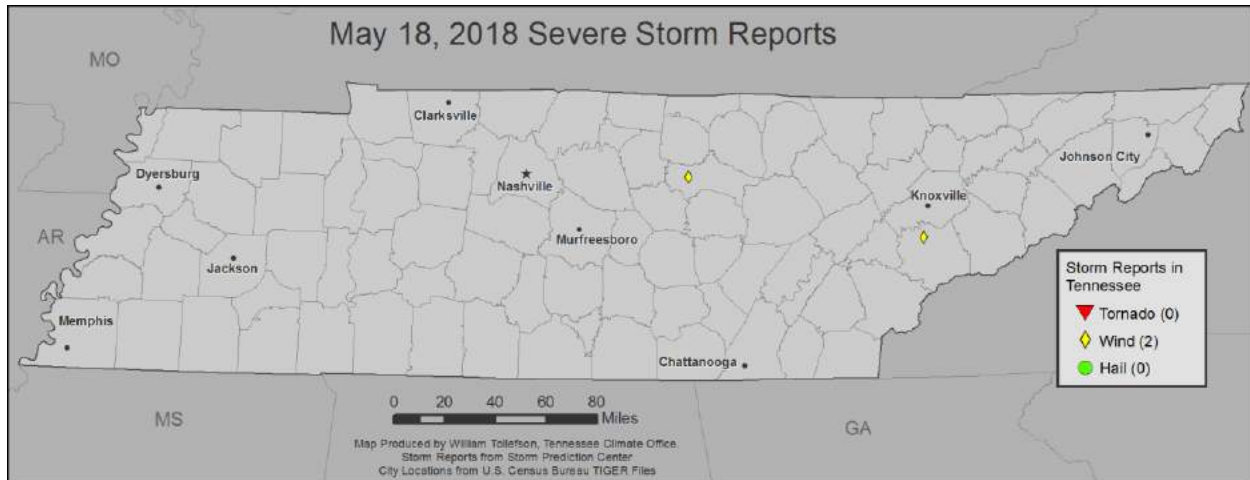 May 18, 2018 Severe Storm Reports
MO
Clarksville
Johnson City
Dyersburg
Nashville
Knoxville
AR
Murfreesboro
Jackson
Storm Reports in
Tennessee
Tornado (0)
Wind (2)
Hail (0)
Memphis
Chattanooga
0 20 40 60 80
Miles
MS
GA
Map Produced by William Tollefson, Tennessee Climate Office.
Storm Reports from Storm Prediction Center
City Locations from U.S. Census Bureau TIGER Files